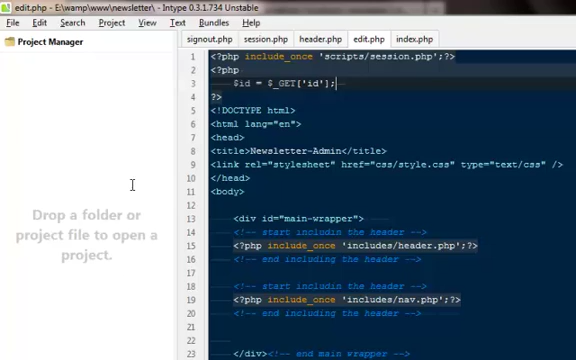 edit.php - E:\wamp\www\newsletter\ - Intype 0.3.1.734 Unstable
File Edit Search Project View Text Bundles Help
Project Manager
signout.php session.php header.php edit.php index.php
Drop a folder or
project file to open a
project.
1 <?php include_once 'scripts/session.php';?>
2 <?php
3 $id = $_GET['id'];
4 ?>
5 <!DOCTYPE html>
6 <html lang="en">
7 <head>
8 <title>Newsletter-Admin</title>
9 <link rel="stylesheet" href="css/style.css" type="text/css" />
10 </head>
11 <body>
12
13 <div id="main-wrapper">
14 <!-- start includin the header -->
15 <?php include_once 'includes/header.php';?>
16 <!-- end including the header -->
17
18 <!-- start includin the header -->
19 <?php include_once 'includes/nav.php';?>
20 <!-- end including the header -->
21
22
23 </div><!-- end main wrapper -->